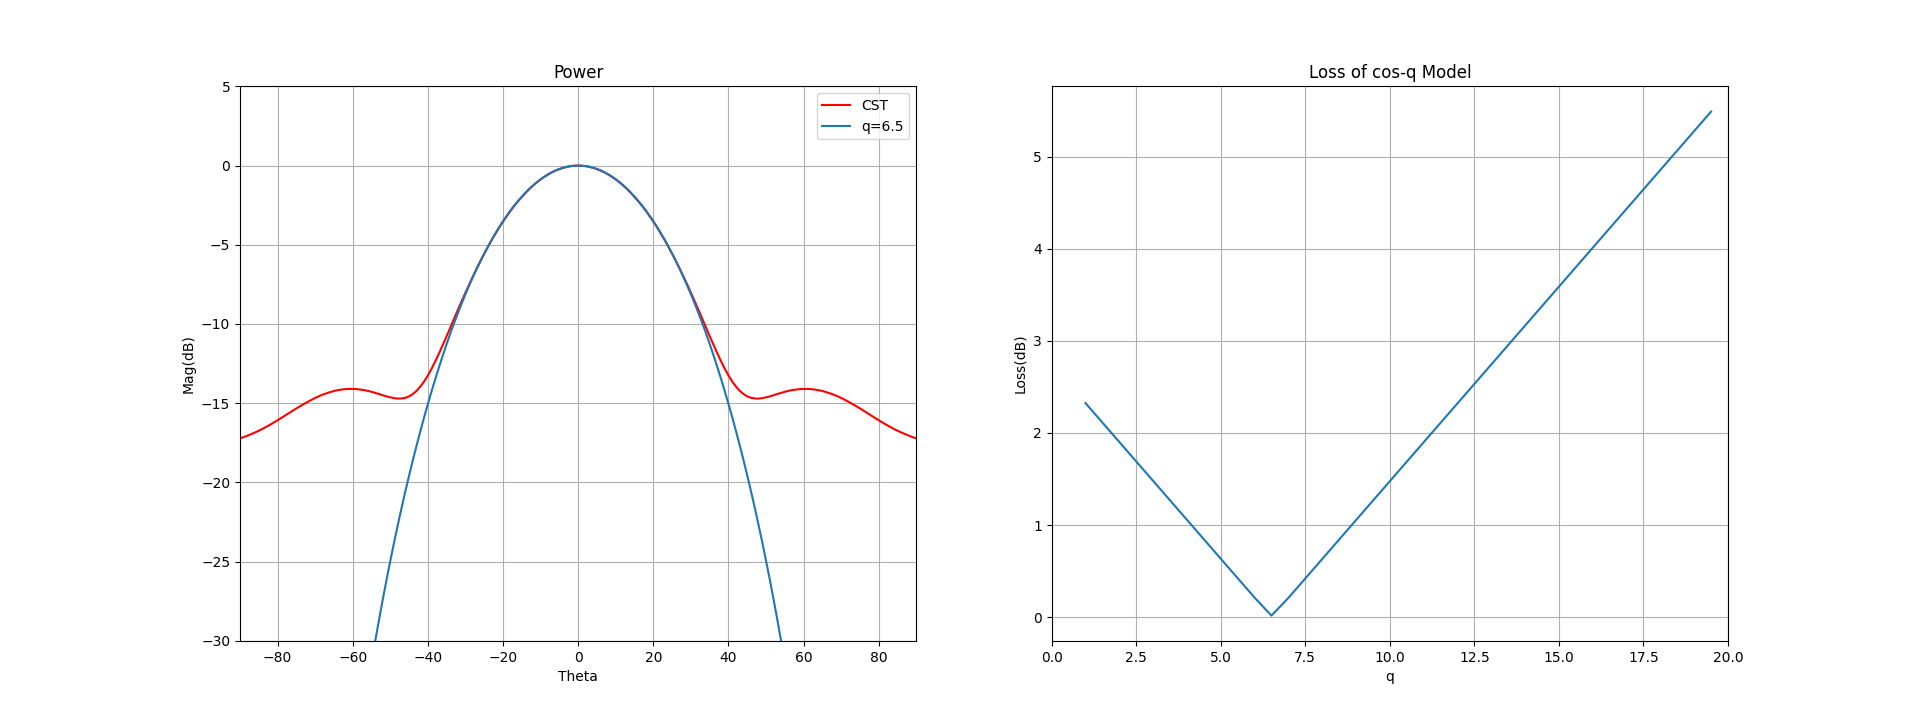 Power
5
0
−5
−10
−15
−20
−25
−30
Mag(dB)
−80 −60 −40 −20 0 20 40 60 80
Theta
CST
q=6.5
Loss of cos-q Model
5
4
3
2
1
0
Loss(dB)
0.0 2.5 5.0 7.5 10.0 12.5 15.0 17.5 20.0
q